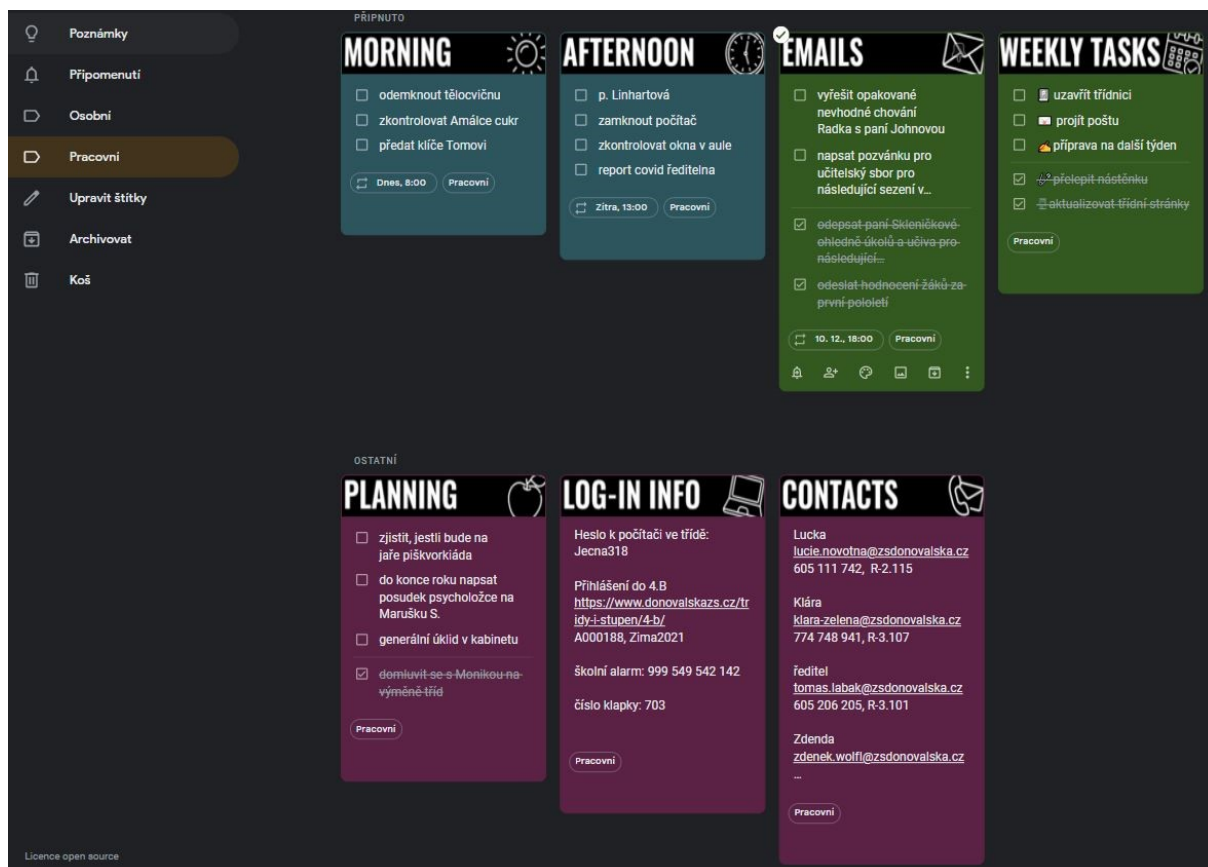 Poznámky
Připomenutí
Osobní
Pracovní
Upravit štítky
Archivovat
Koš
PŘIPNUTO
MORNING
odemknout tělocvičnu
zkontrolovat Amálce cukr
předat klíče Tomovi
Dnes, 8:00
Pracovní
AFTERNOON
p. Linhartová
zamknout počítač
zkontrolovat okna v aule
report covid ředitelna
Zítra, 13:00
Pracovní
EMAILS
vyřešit opakované
nevhodné chování
Radka s paní Johnovou
napsat pozvánku pro
učitelský sbor pro
následující sezení v...
odepsat paní Skleničkové
ohledně úkolů a učiva pro
následující...
odeslat hodnocení žáků za
první pololetí
10. 12., 18:00
Pracovní
WEEKLY TASKS
uzavřít třídnici
projít poštu
příprava na další týden
přelepit nástěnku
aktualizovat třídní stránky
Pracovní
OSTATNÍ
PLANNING
zjistit, jestli bude na
jaře piškvorkiáda
do konce roku napsat
posudek psycholožce na
Marušku S.
generální úklid v kabinetu
domluvit se s Monikou na
výměně tříd
Pracovní
LOG-IN INFO
Heslo k počítači ve třídě:
Jecna318
Přihlášení do 4.B
https://www.donovalskazs.cz/tr
idy-i-stupen/4-b/
A000188, Zima2021
školní alarm: 999 549 542 142
číslo klapky: 703
Pracovní
CONTACTS
Lucka
lucie.novotna@zsdonovalska.cz
605 111 742, R-2.115
Klára
klara-zelena@zsdonovalska.cz
774 748 941, R-3.107
ředitel
tomas.labak@zsdonovalska.cz
605 206 205, R-3.101
Zdenda
zdenek.wolfl@zsdonovalska.cz
...
Pracovní
Licence open source